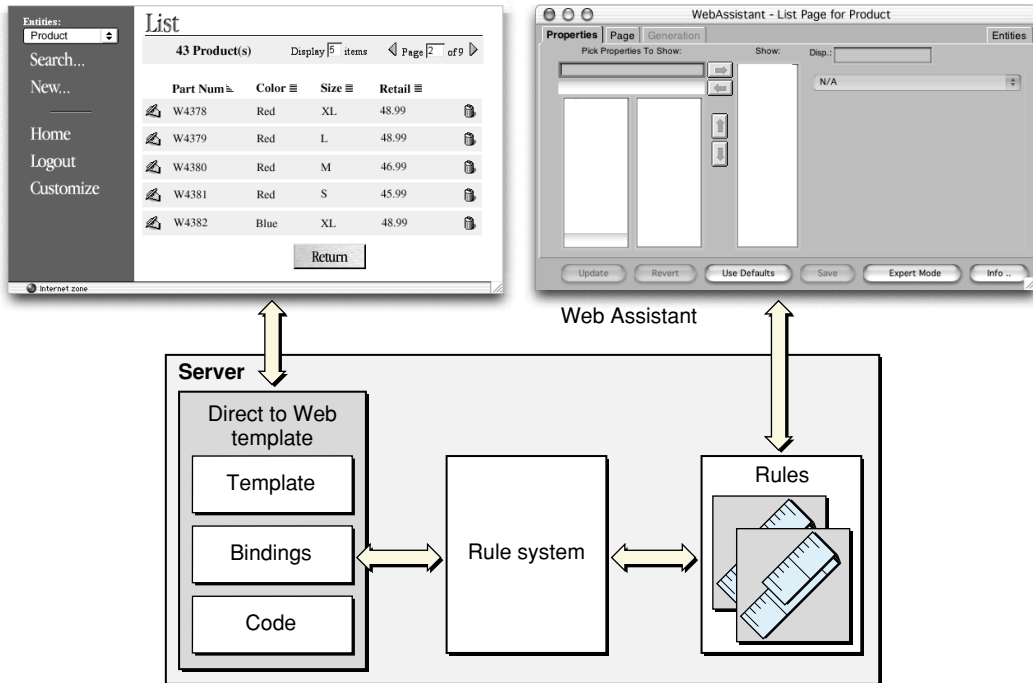 Entities:
Product
Search...
New...
Home
Logout
Customize
List
43 Product(s) Display 5 items Page 2 of 9
Part Num Color Size Retail
W4378 Red XL 48.99
W4379 Red L 48.99
W4380 Red M 46.99
W4381 Red S 45.99
W4382 Blue XL 48.99
Return
Internet zone
WebAssistant - List Page for Product
Properties Page Generation Entities
Pick Properties To Show: Show: Disp.:
N/A
Update Revert Use Defaults Save Expert Mode Info ..
Web Assistant
Server
Direct to Web
template
Template
Bindings
Code
Rule system
Rules